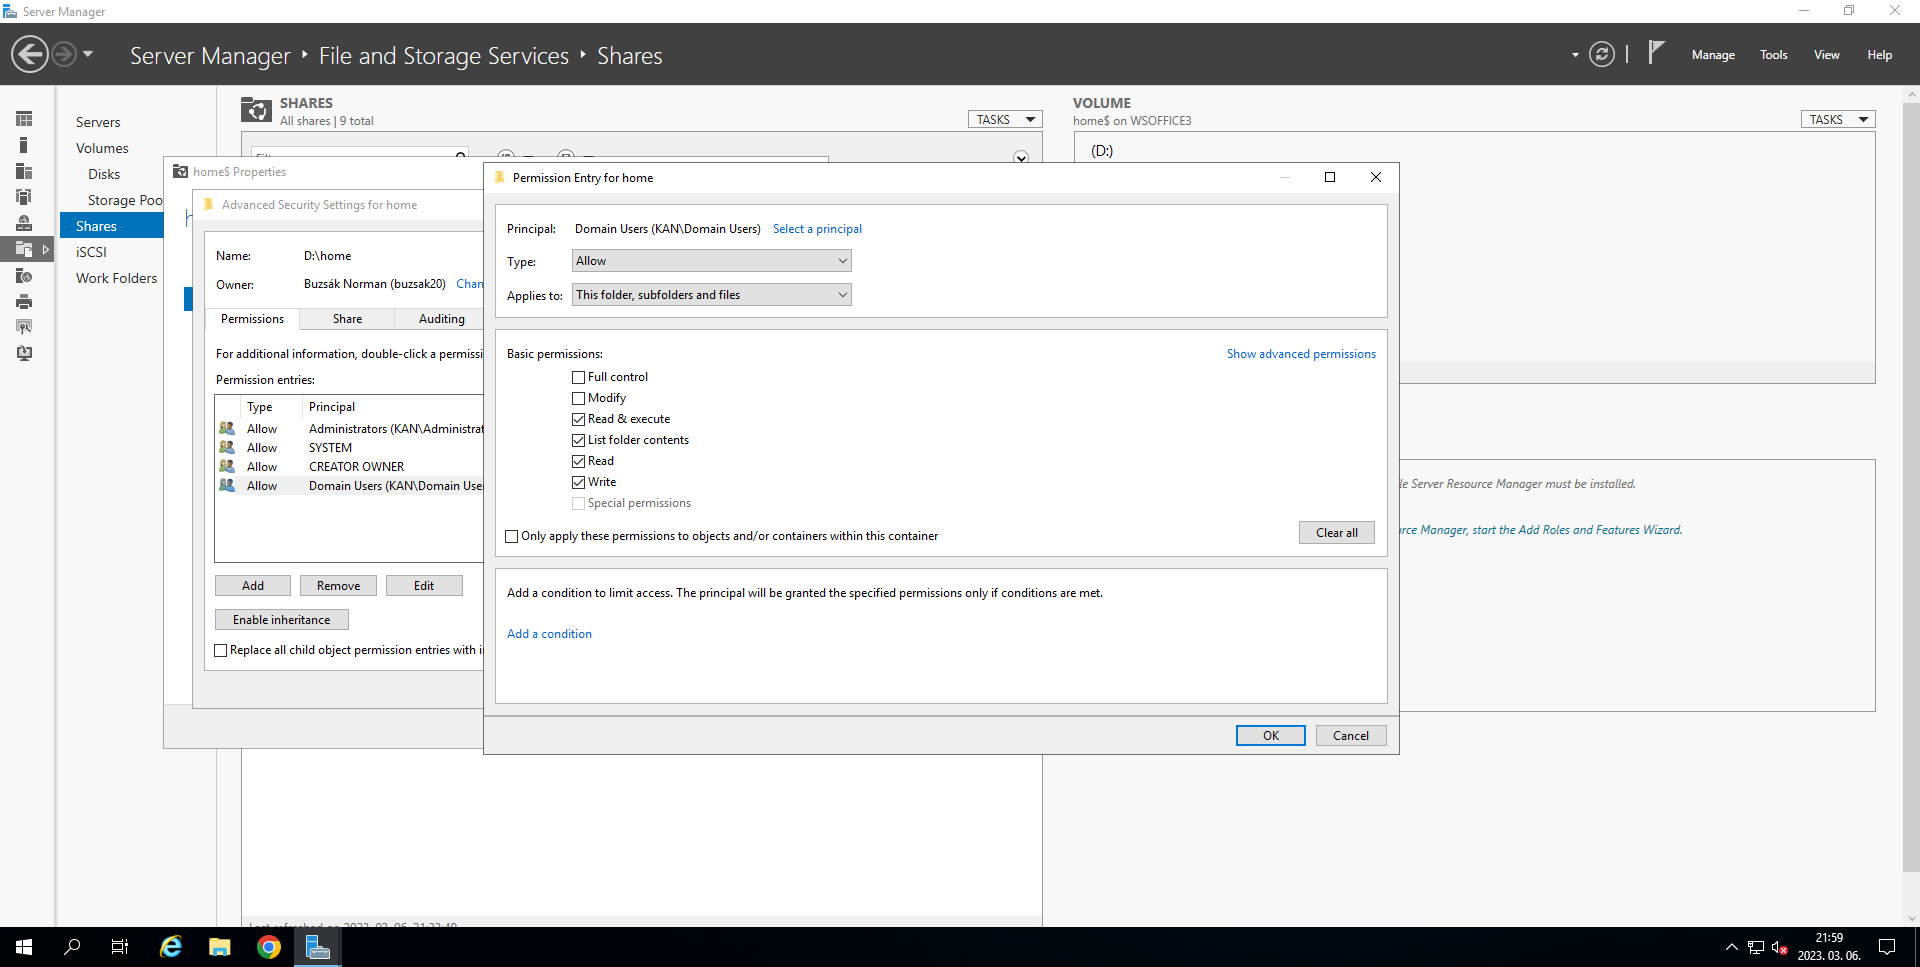 Server Manager
Server Manager ‣ File and Storage Services ‣ Shares
Manage Tools View Help
Servers
Volumes
Disks
Storage Poo
Shares
iSCSI
Work Folders
SHARES
All shares | 9 total
TASKS
VOLUME
home$ on WSOFFICE3
TASKS
(D:)
home$ Properties
Advanced Security Settings for home
Name: D:\home
Owner: Buzsák Norman (buzsak20) Chan
Permissions Share Auditing
For additional information, double-click a permissi
Permission entries:
Type Principal
Allow Administrators (KAN\Administrat
Allow SYSTEM
Allow CREATOR OWNER
Allow Domain Users (KAN\Domain Use
Add Remove Edit
Enable inheritance
Replace all child object permission entries with i
Permission Entry for home
Principal: Domain Users (KAN\Domain Users) Select a principal
Type: Allow
Applies to: This folder, subfolders and files
Basic permissions:
Show advanced permissions
Full control
Modify
Read & execute
List folder contents
Read
Write
Special permissions
Only apply these permissions to objects and/or containers within this container
Clear all
Add a condition to limit access. The principal will be granted the specified permissions only if conditions are met.
Add a condition
OK Cancel
le Server Resource Manager must be installed.
rce Manager, start the Add Roles and Features Wizard.
21:59
2023. 03. 06.